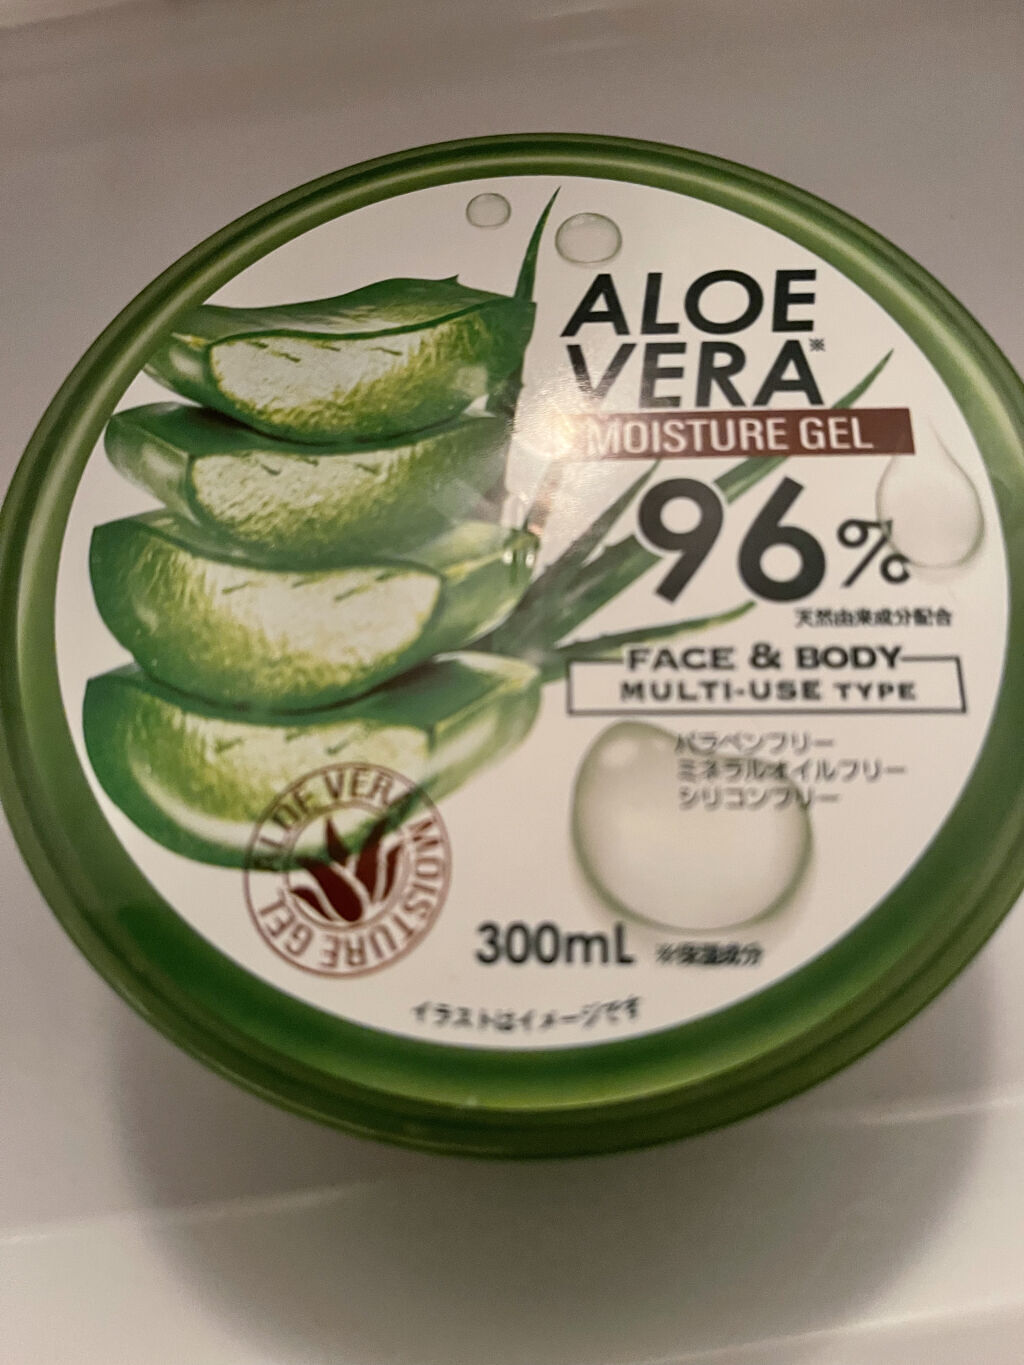 ALOE
VERA※
MOISTURE GEL
96%
天然由来成分配合
FACE & BODY
MULTI-USE TYPE
パラベンフリー
ミネラルオイルフリー
シリコンフリー
ALOE VERA MOISTURE GEL
300mL ※保湿成分
イラストはイメージです